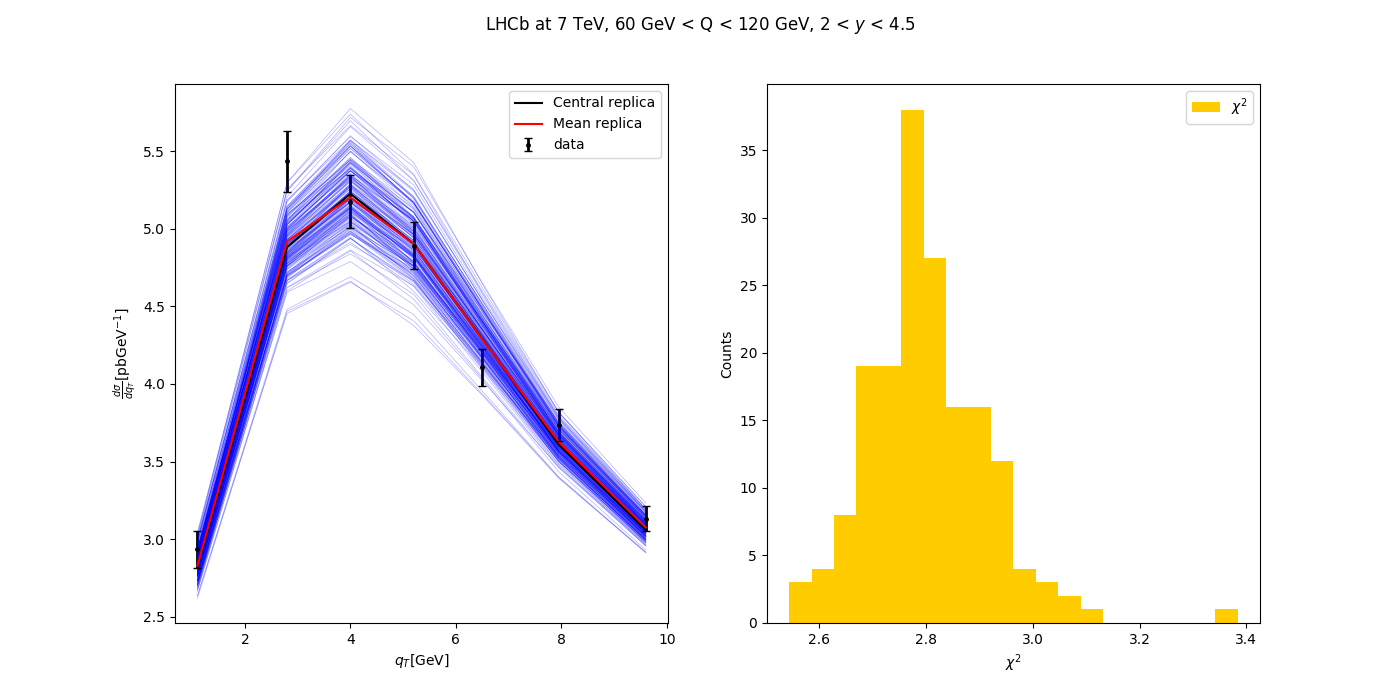 LHCb at 7 TeV, 60 GeV < Q < 120 GeV, 2 < y < 4.5
Central replica
Mean replica
data
dσ/dq_T [pbGeV⁻¹]
5.5
5.0
4.5
4.0
3.5
3.0
2.5
2 4 6 8 10
q_T[GeV]
χ²
Counts
35
30
25
20
15
10
5
0
2.6 2.8 3.0 3.2 3.4
χ²